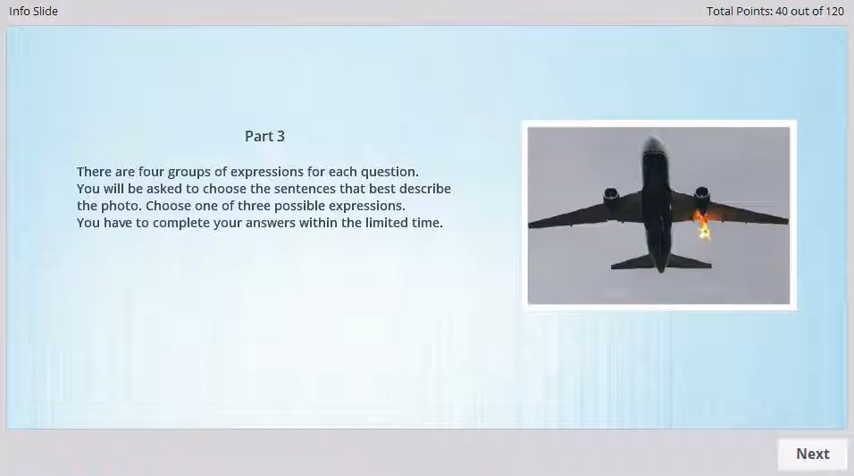 Info Slide
Total Points: 40 out of 120
Part 3
There are four groups of expressions for each question.
You will be asked to choose the sentences that best describe
the photo. Choose one of three possible expressions.
You have to complete your answers within the limited time.
Next